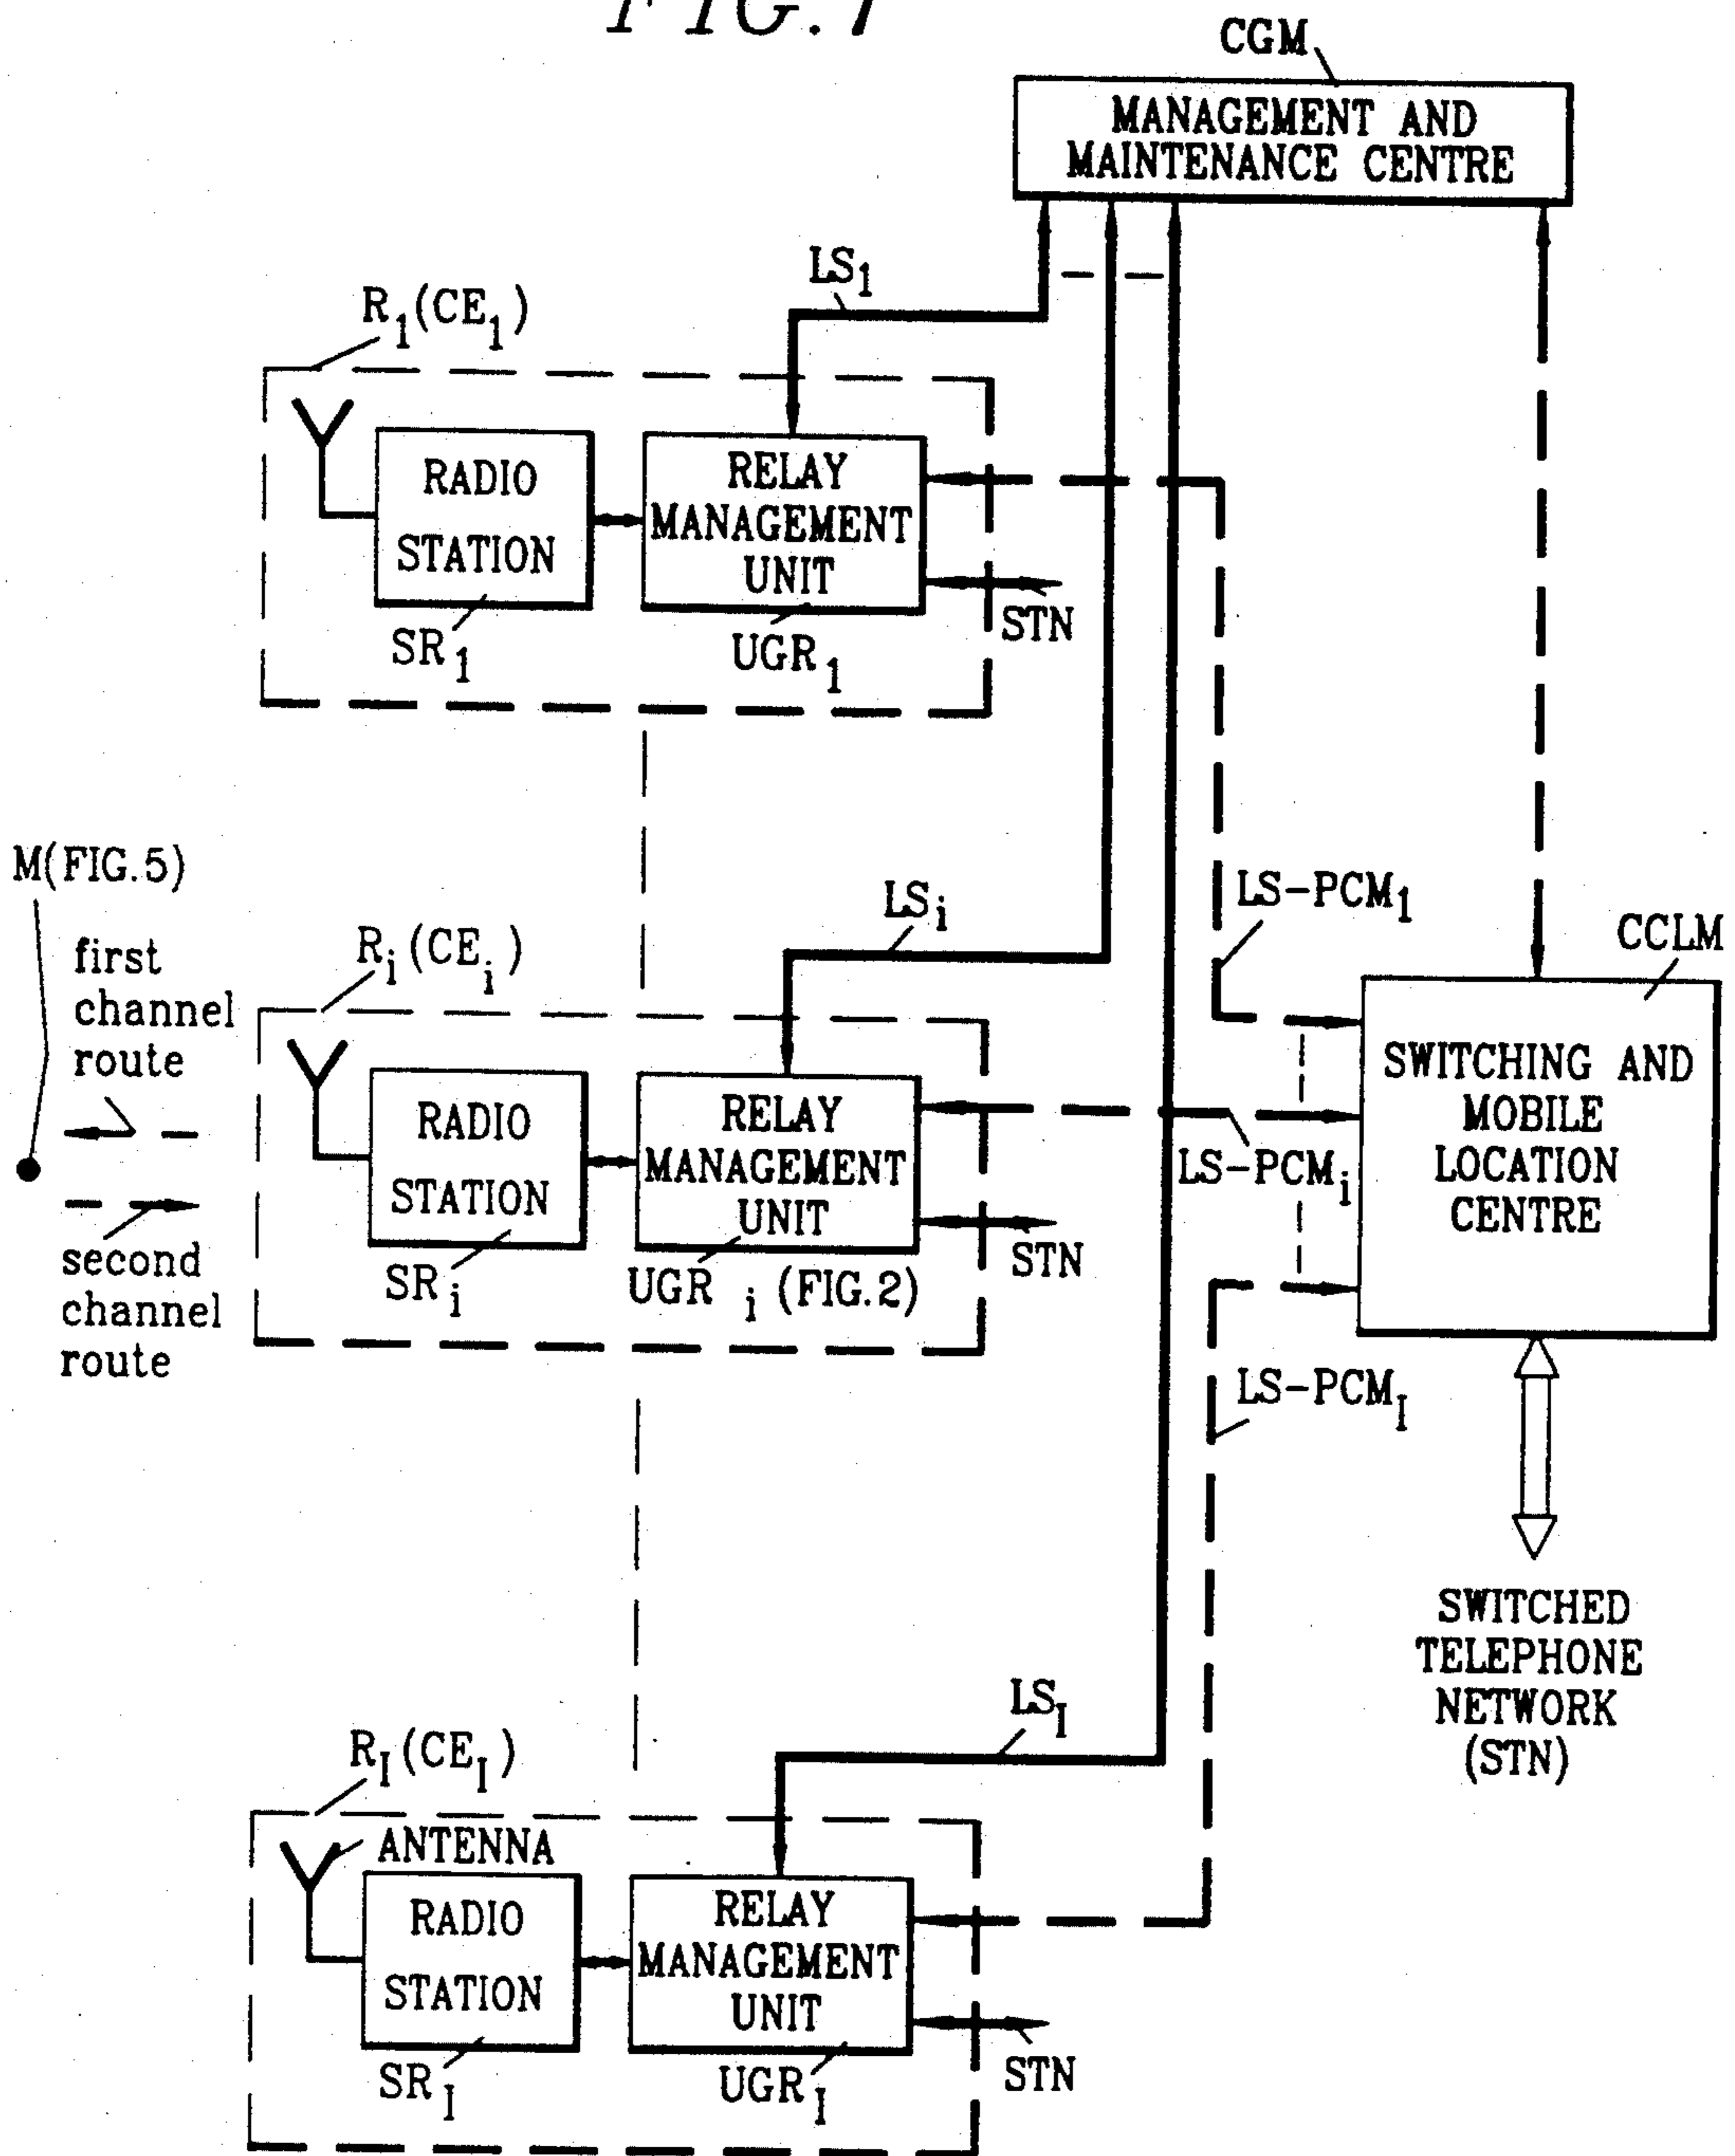 FIG. 1
CGM
MANAGEMENT AND
MAINTENANCE CENTRE
LS1
R1(CE1)
RADIO
STATION
RELAY
MANAGEMENT
UNIT
SR1
UGR1
STN
M(FIG.5)
first
channel
route
second
channel
route
LSi
Ri(CEi)
RADIO
STATION
RELAY
MANAGEMENT
UNIT
SRi
UGR i (FIG.2)
STN
LS-PCM1
LS-PCMi
LS-PCMI
CCLM
SWITCHING AND
MOBILE
LOCATION
CENTRE
SWITCHED
TELEPHONE
NETWORK
(STN)
LSI
RI(CEI)
ANTENNA
RADIO
STATION
RELAY
MANAGEMENT
UNIT
SRI
UGRI
STN